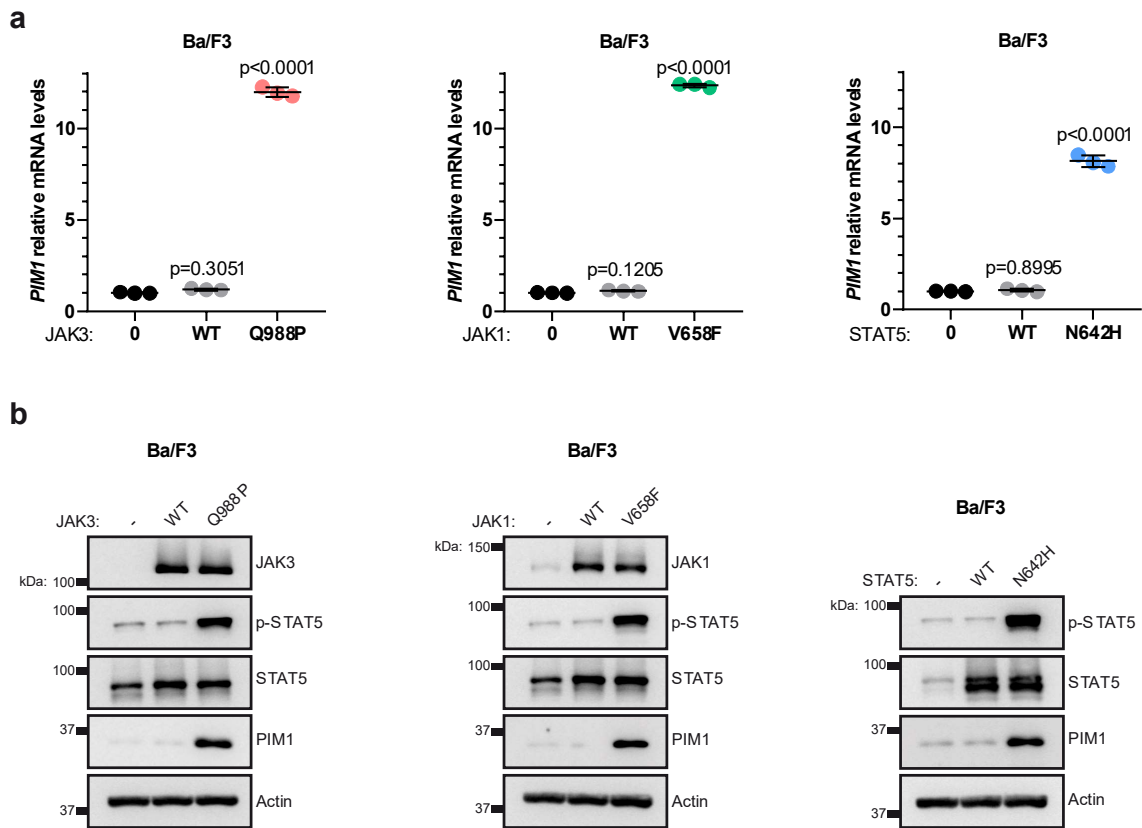 a
Ba/F3
p<0.0001
PIM1 relative mRNA levels
10
5
0
p=0.3051
JAK3: 0 WT Q988P
Ba/F3
p<0.0001
PIM1 relative mRNA levels
10
5
0
p=0.1205
JAK1: 0 WT V658F
Ba/F3
p<0.0001
PIM1 relative mRNA levels
10
5
0
p=0.8995
STAT5: 0 WT N642H
b
Ba/F3
JAK3: - WT Q988P
kDa: 100 JAK3
100 p-STAT5
100 STAT5
37 PIM1
37 Actin
Ba/F3
JAK1: - WT V658F
kDa: 150 JAK1
100 p-STAT5
100 STAT5
37 PIM1
37 Actin
Ba/F3
STAT5: - WT N642H
kDa: 100 p-STAT5
100 STAT5
37 PIM1
37 Actin